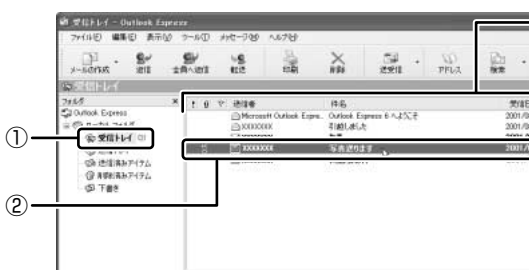 受信トレイ - Outlook Express
ファイル(F) 編集(E) 表示(V) ツール(T) メッセージ(M) ヘルプ(H)
メールの作成 返信 全員へ返信 転送 印刷 削除 送受信 アドレス 検索
受信トレイ
フォルダ ×
! 送信者 件名
Outlook Express
Microsoft Outlook Expre... Outlook Express 6 へようこそ 2001/0
XXXXXXX 引越しました 2001/0
① 受信トレイ
XXXXXXX 写真送ります 2001/0
送信済みアイテム
削除済みアイテム
② 下書き